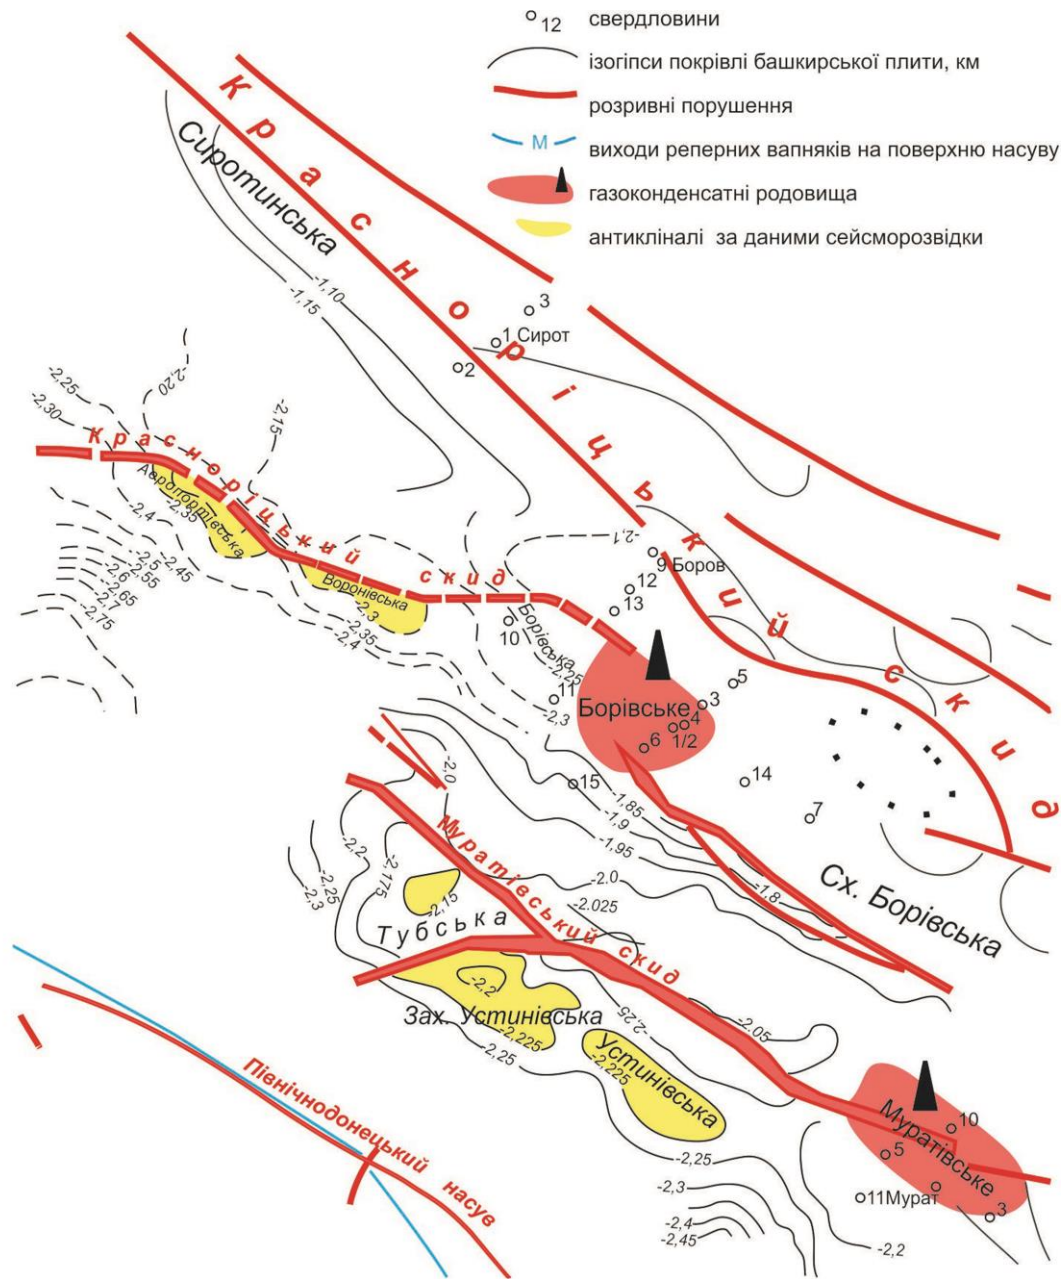 12 свердловини
ізогіпси покрівлі башкирської плити, км
розривні порушення
М виходи реперних вапняків на поверхню насуву
газоконденсатні родовища
антикліналі за даними сейсморозвідки
Красноріцький скид
Сиротинська
-1,10
-1,15
3
1 Сирот
2
-2,25
-2,20
-2,30
-2,15
Красноріцький скид
Аеропортівська
-2,35
-2,4
-2,45
-2,5
-2,55
-2,6
-2,65
-2,7
-2,75
Воронівська
-2,3
-2,35
-2,4
-2,1
9 Боров
12
13
10
Борівська
-2,25
11
-2,3
Борівське
5
3
4
1/2
6
14
15
7
-1,85
-1,9
-1,95
-1,8
Сх. Борівська
-2,0
Муратівський скид
-2,2
-2,175
-2,25
-2,3
-2,15
-2.0
-2.025
Тубська
-2,2
Зах. Устинівська
-2,225
-2,25
-2,25
-2.05
Устинівська
-2,225
-2,25
-2,3
-2,4
-2,45
Північнодонецький насув
Муратівське
10
5
11 Мурат
3
-2,2